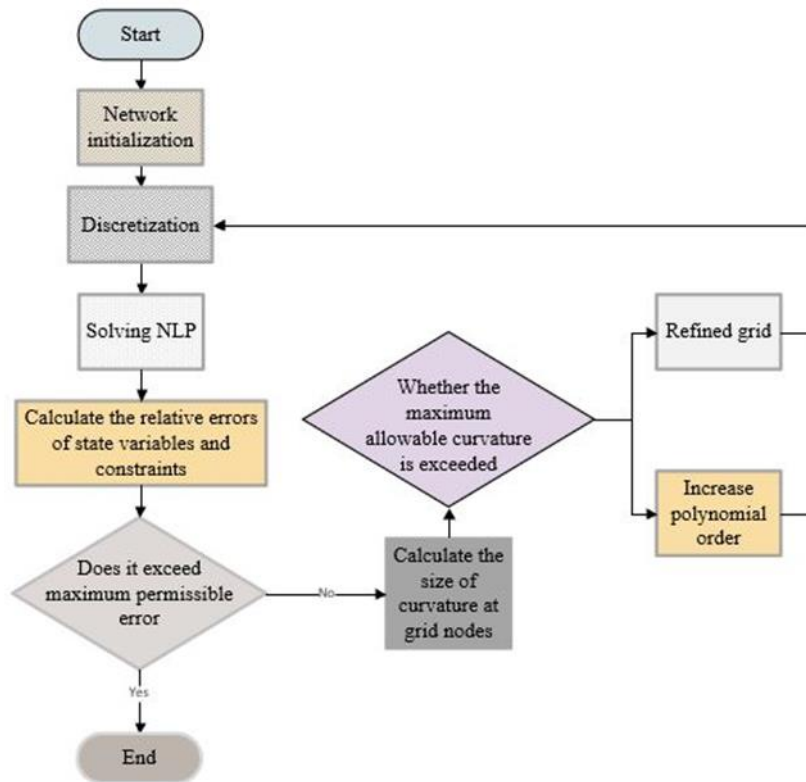 Start
Network
initialization
Discretization
Solving NLP
Calculate the relative errors
of state variables and
constraints
Does it exceed
maximum permissible
error
No
Yes
End
Calculate the
size of
curvature at
grid nodes
Whether the
maximum
allowable curvature
is exceeded
Refined grid
Increase
polynomial
order